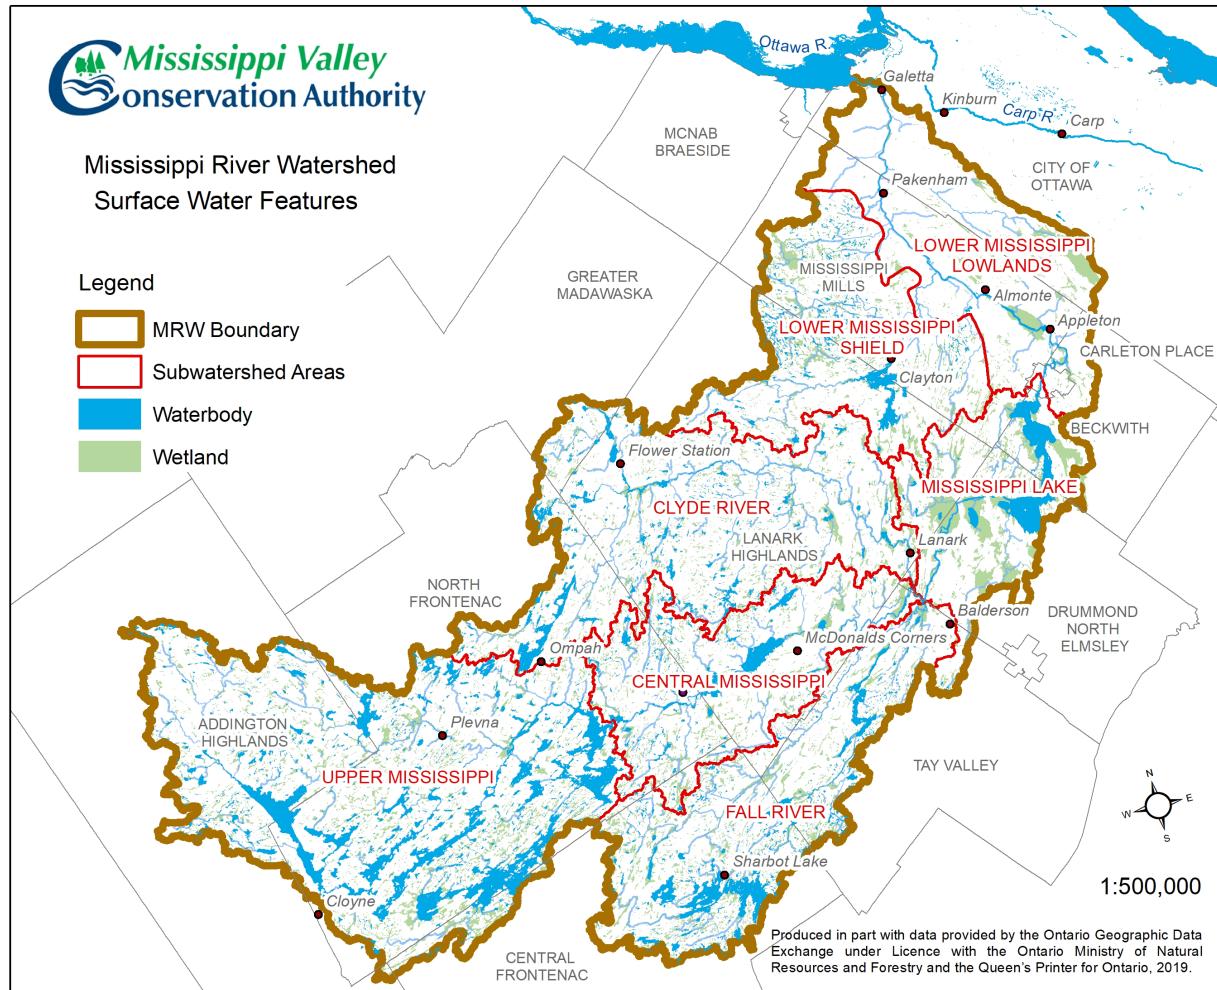 Mississippi Valley
Conservation Authority
Mississippi River Watershed
Surface Water Features
Legend
MRW Boundary
Subwatershed Areas
Waterbody
Wetland
Ottawa R.
Galetta
Kinburn
Carp R
Carp
MCNAB
BRAESIDE
CITY OF
OTTAWA
Pakenham
LOWER MISSISSIPPI
LOWLANDS
GREATER
MADAWASKA
MISSISSIPPI
MILLS
Almonte
Appleton
LOWER MISSISSIPPI
SHIELD
CARLETON PLACE
Clayton
BECKWITH
Flower Station
MISSISSIPPI LAKE
CLYDE RIVER
LANARK
HIGHLANDS
Lanark
NORTH
FRONTENAC
Balderson
DRUMMOND
NORTH
ELMSLEY
McDonalds Corners
Ompah
CENTRAL MISSISSIPPI
Plevna
ADDINGTON
HIGHLANDS
TAY VALLEY
UPPER MISSISSIPPI
FALL RIVER
N
E
W
S
Sharbot Lake
1:500,000
Cloyne
CENTRAL
FRONTENAC
Produced in part with data provided by the Ontario Geographic Data
Exchange under Licence with the Ontario Ministry of Natural
Resources and Forestry and the Queen's Printer for Ontario, 2019.